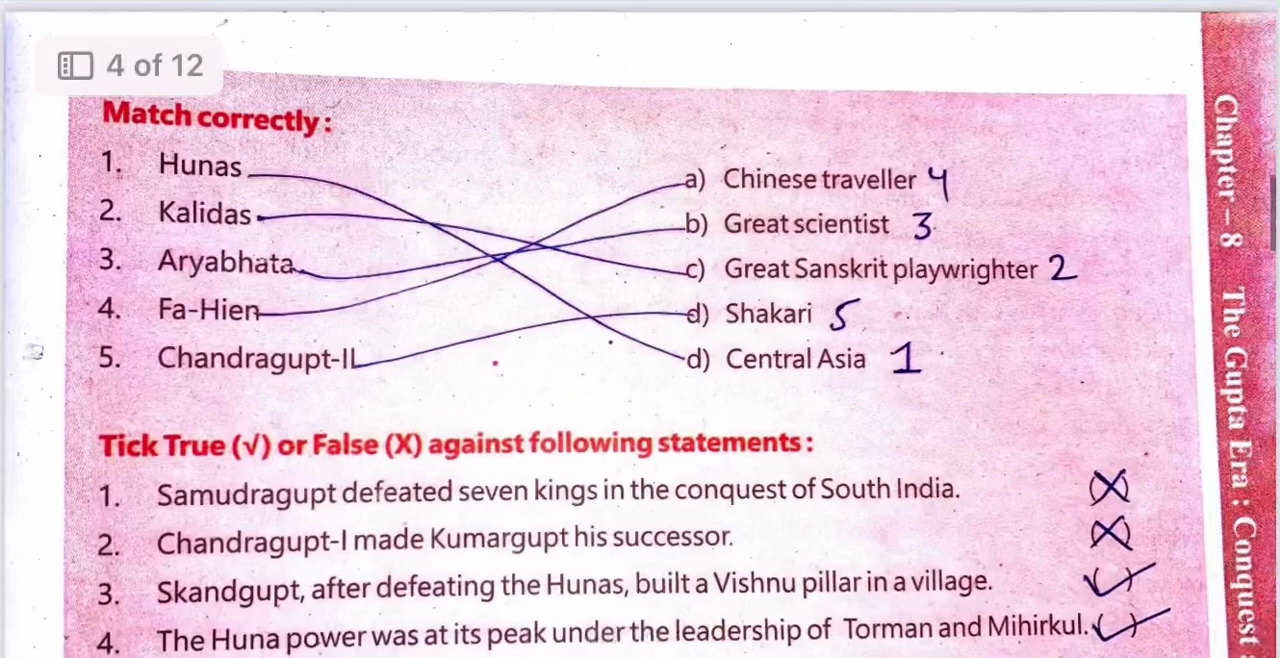 4 of 12
Match correctly :
1. Hunas
2. Kalidas
3. Aryabhata
4. Fa-Hien
5. Chandragupt-II
a) Chinese traveller 4
b) Great scientist 3
c) Great Sanskrit playwrighter 2
d) Shakari 5
d) Central Asia 1
Tick True (√) or False (X) against following statements :
1. Samudragupt defeated seven kings in the conquest of South India. (X)
2. Chandragupt-I made Kumargupt his successor. (X)
3. Skandgupt, after defeating the Hunas, built a Vishnu pillar in a village. (✓)
4. The Huna power was at its peak under the leadership of Torman and Mihirkul. (✓)
Chapter – 8 The Gupta Era : Conquest